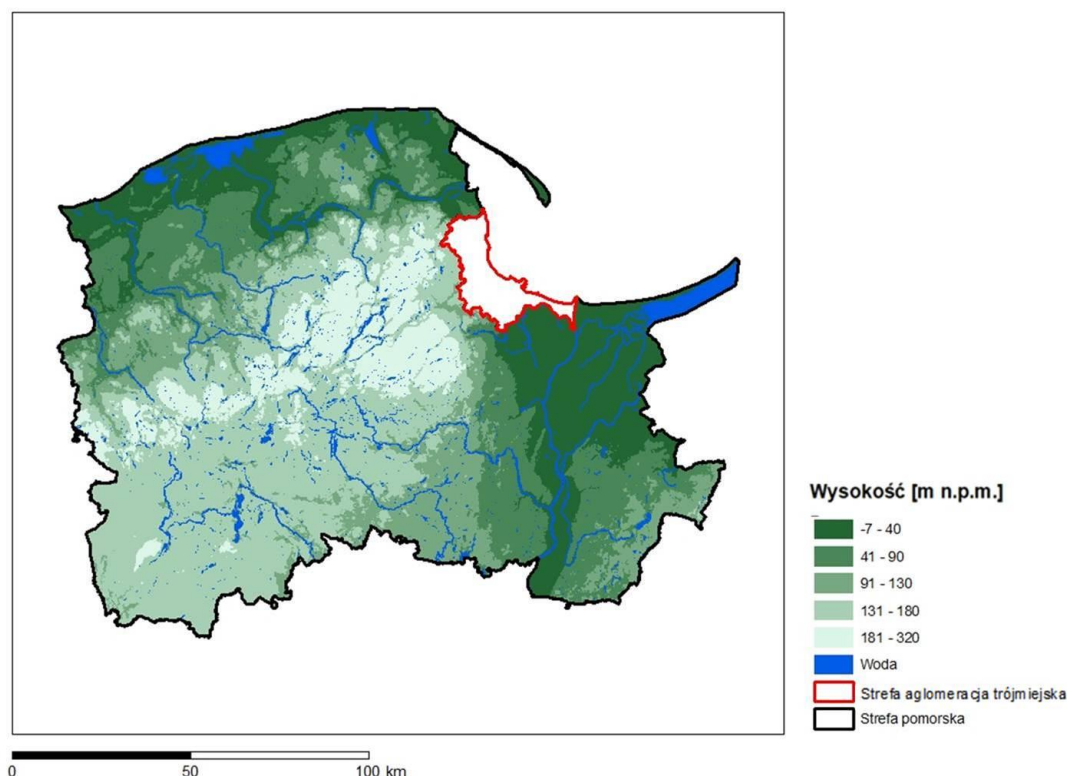 Wysokość [m n.p.m.]
-7 - 40
41 - 90
91 - 130
131 - 180
181 - 320
Woda
Strefa aglomeracja trójmiejska
Strefa pomorska
0 50 100 km